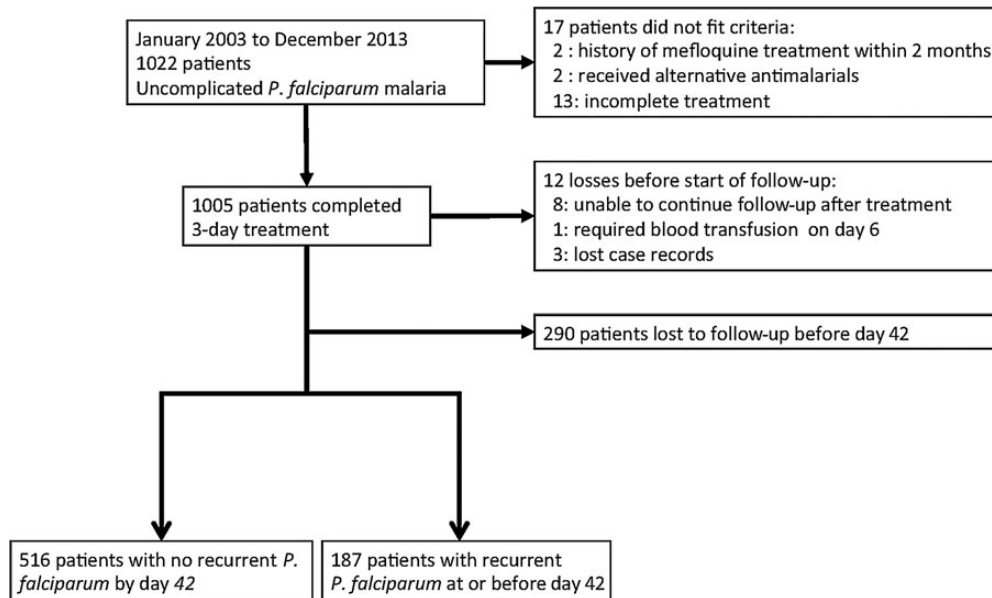 January 2003 to December 2013
1022 patients
Uncomplicated P. falciparum malaria
17 patients did not fit criteria:
2 : history of mefloquine treatment within 2 months
2 : received alternative antimalarials
13: incomplete treatment
1005 patients completed
3-day treatment
12 losses before start of follow-up:
8: unable to continue follow-up after treatment
1: required blood transfusion on day 6
3: lost case records
290 patients lost to follow-up before day 42
516 patients with no recurrent P.
falciparum by day 42
187 patients with recurrent
P. falciparum at or before day 42